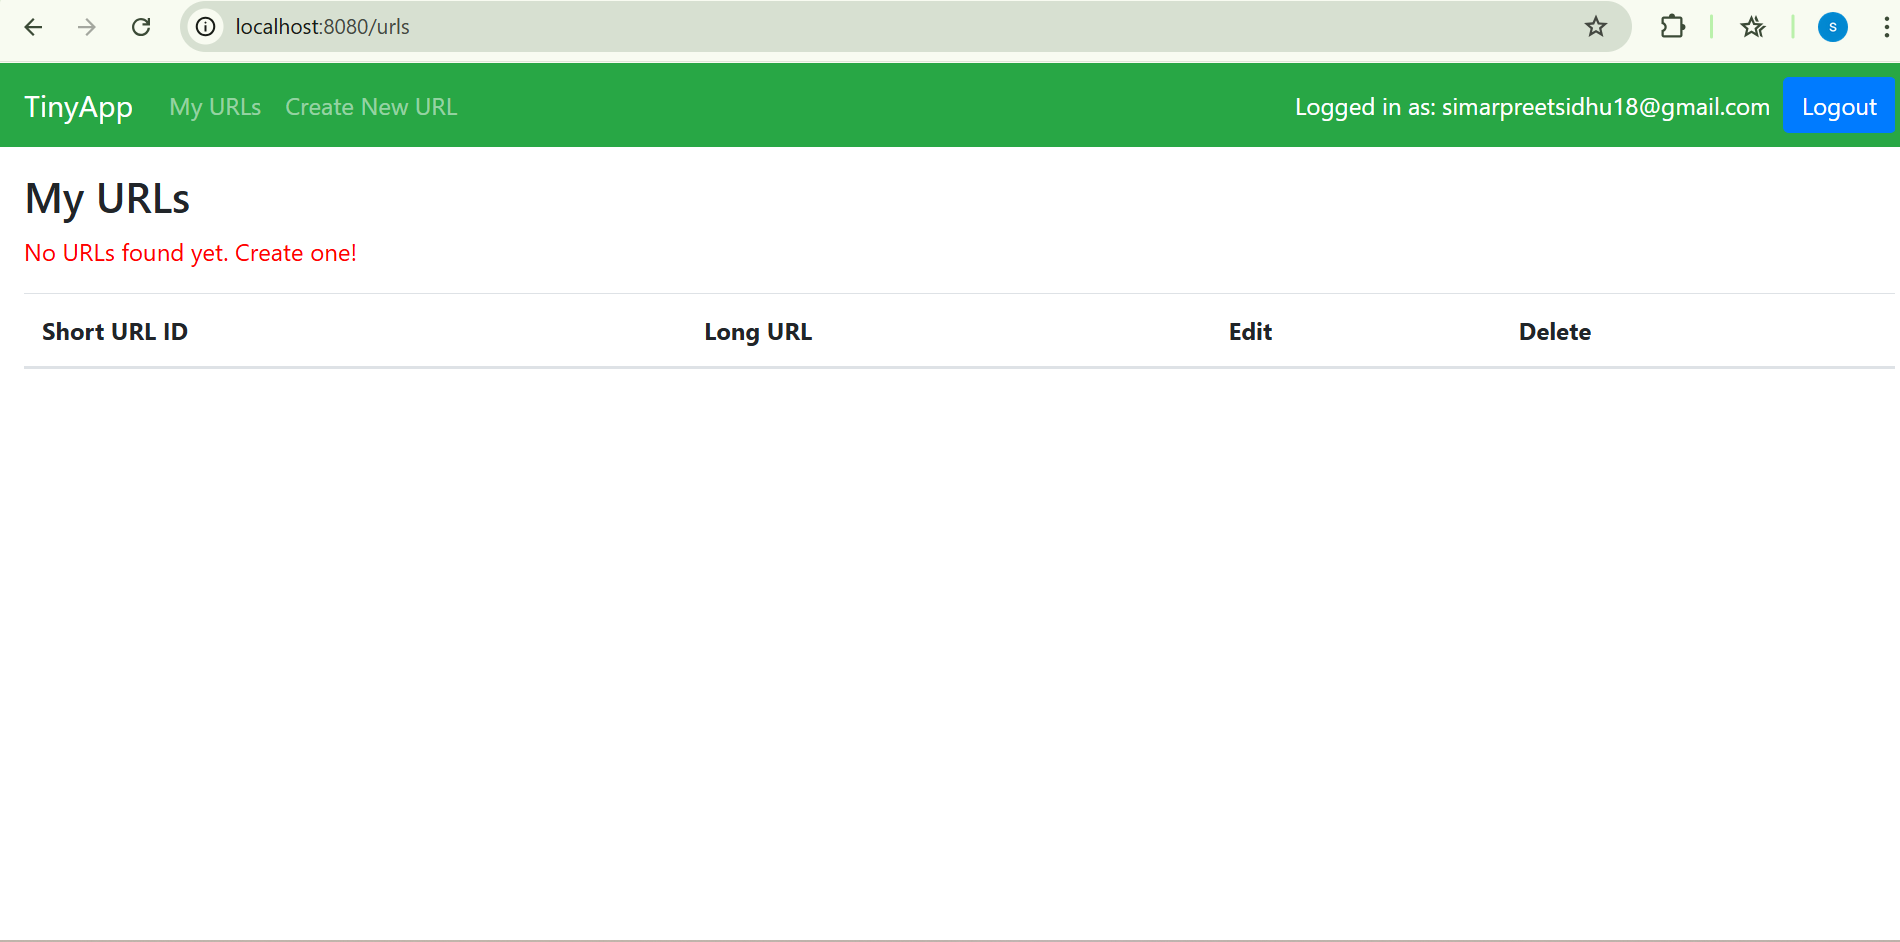 localhost:8080/urls
S
TinyApp My URLs Create New URL Logged in as: simarpreetsidhu18@gmail.com Logout
My URLs
No URLs found yet. Create one!
Short URL ID Long URL Edit Delete